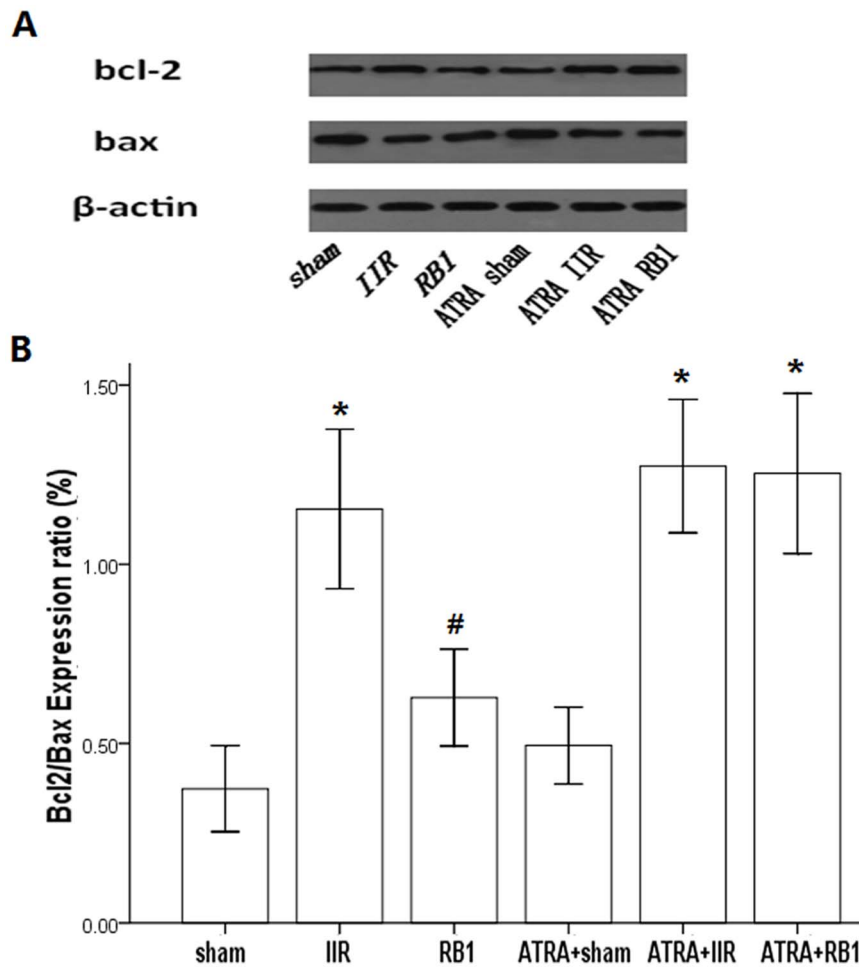 A
bcl-2
bax
β-actin
sham IIR RB1 ATRA sham ATRA IIR ATRA RB1
B
Bcl2/Bax Expression ratio (%)
1.50
1.00
0.50
0.00
* # * *
sham IIR RB1 ATRA+sham ATRA+IIR ATRA+RB1